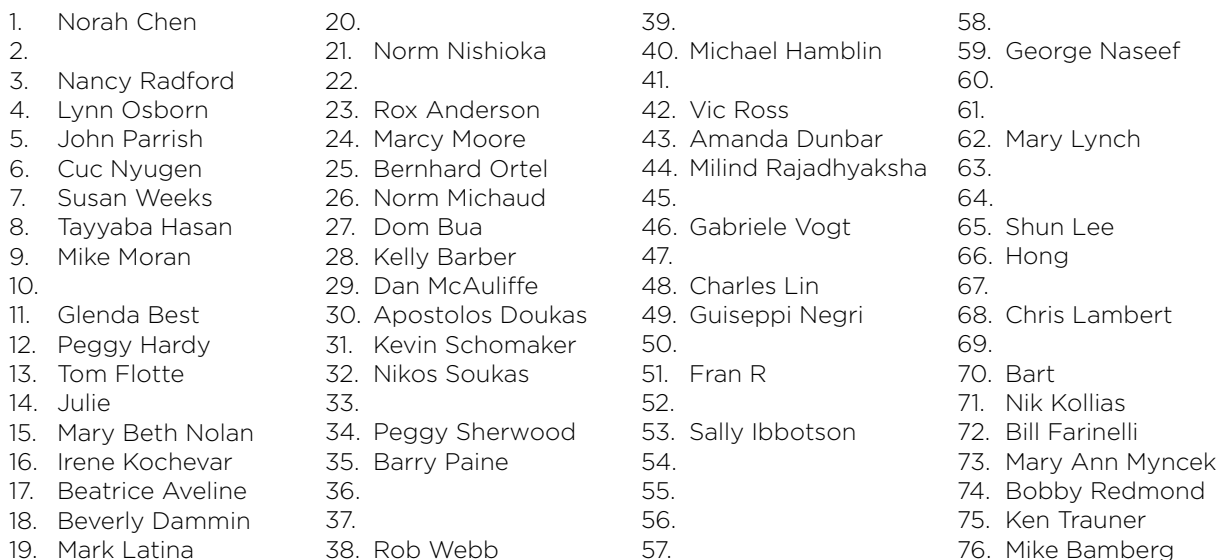 1. Norah Chen
2.
3. Nancy Radford
4. Lynn Osborn
5. John Parrish
6. Cuc Nyugen
7. Susan Weeks
8. Tayyaba Hasan
9. Mike Moran
10.
11. Glenda Best
12. Peggy Hardy
13. Tom Flotte
14. Julie
15. Mary Beth Nolan
16. Irene Kochevar
17. Beatrice Aveline
18. Beverly Dammin
19. Mark Latina
20.
21. Norm Nishioka
22.
23. Rox Anderson
24. Marcy Moore
25. Bernhard Ortel
26. Norm Michaud
27. Dom Bua
28. Kelly Barber
29. Dan McAuliffe
30. Apostolos Doukas
31. Kevin Schomaker
32. Nikos Soukas
33.
34. Peggy Sherwood
35. Barry Paine
36.
37.
38. Rob Webb
39.
40. Michael Hamblin
41.
42. Vic Ross
43. Amanda Dunbar
44. Milind Rajadhyaksha
45.
46. Gabriele Vogt
47.
48. Charles Lin
49. Guiseppi Negri
50.
51. Fran R
52.
53. Sally Ibbotson
54.
55.
56.
57.
58.
59. George Naseef
60.
61.
62. Mary Lynch
63.
64.
65. Shun Lee
66. Hong
67.
68. Chris Lambert
69.
70. Bart
71. Nik Kollias
72. Bill Farinelli
73. Mary Ann Myncek
74. Bobby Redmond
75. Ken Trauner
76. Mike Bamberg